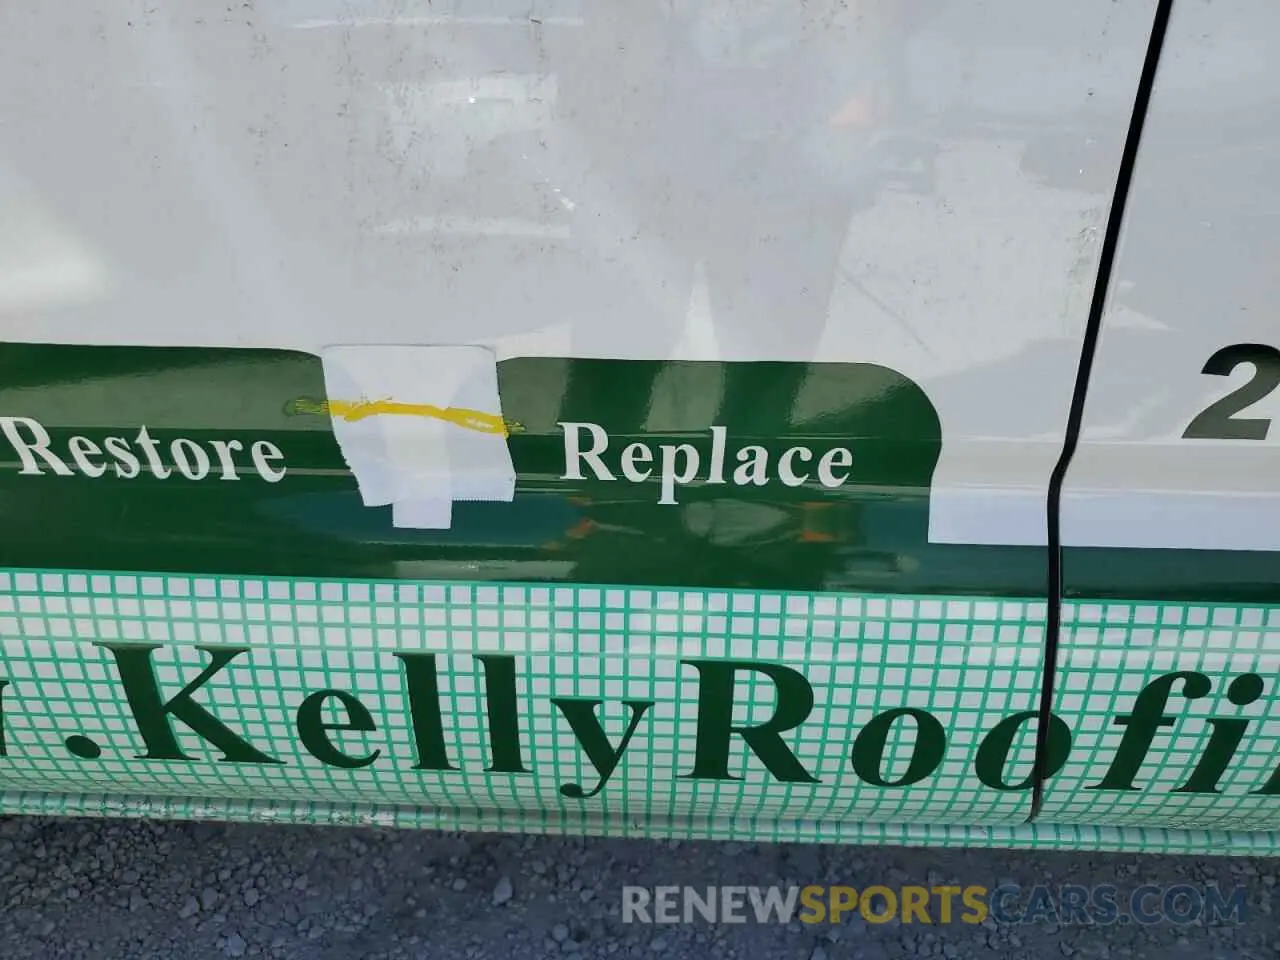 Restore Replace 2
.KellyRoofi
RENEWSPORTSCARS.COM